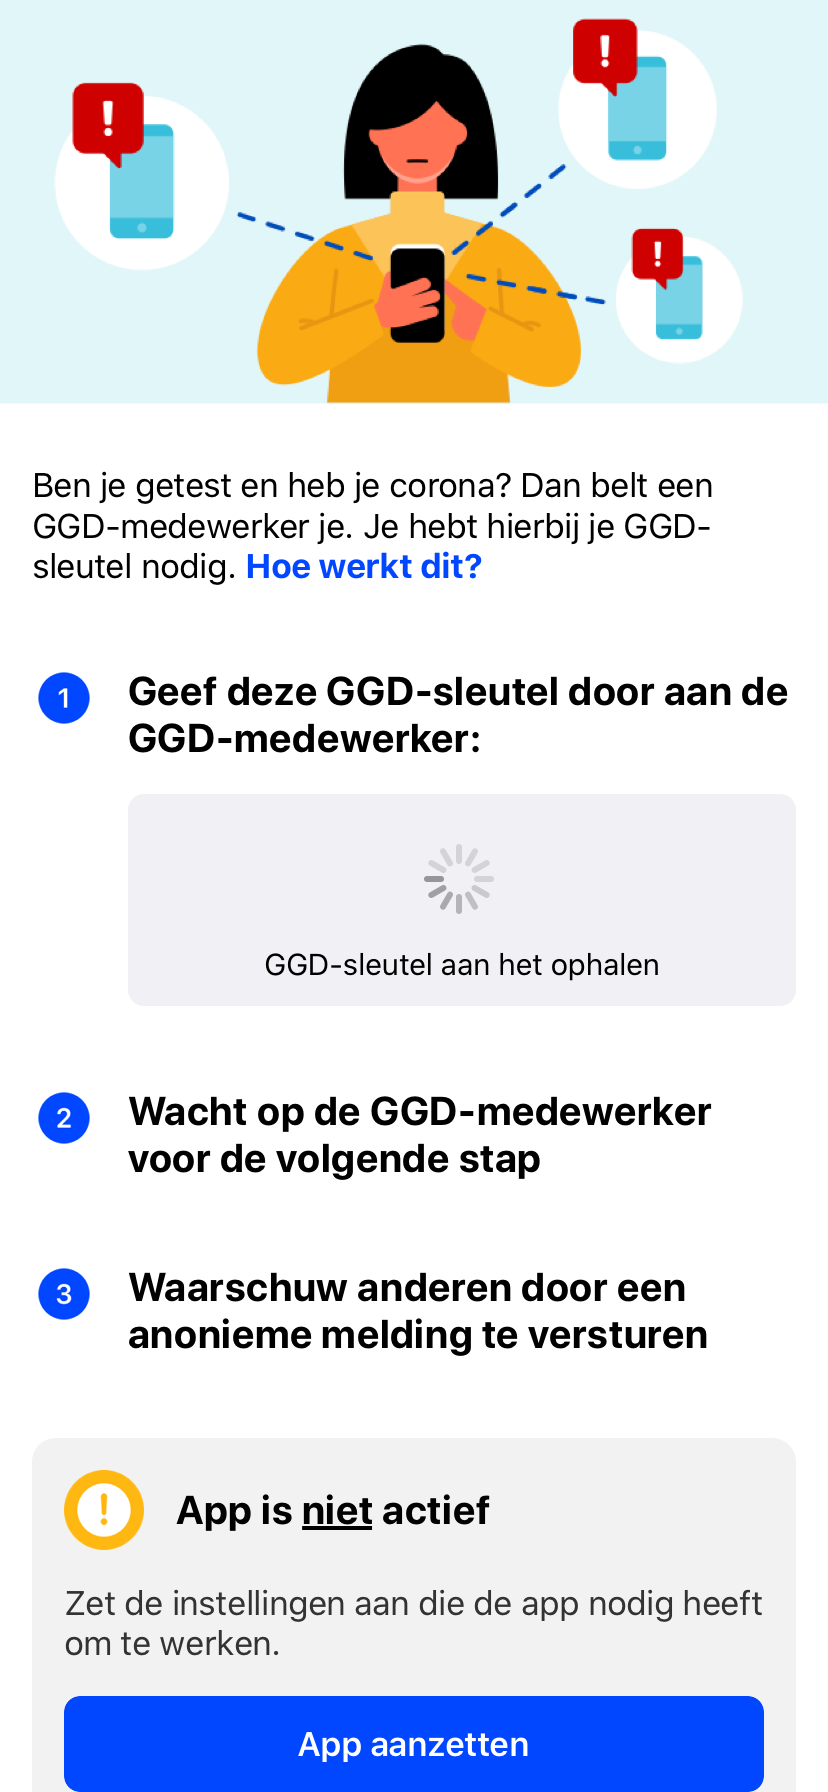 Ben je getest en heb je corona? Dan belt een
GGD-medewerker je. Je hebt hierbij je GGD-
sleutel nodig. Hoe werkt dit?
1
Geef deze GGD-sleutel door aan de
GGD-medewerker:
GGD-sleutel aan het ophalen
2
Wacht op de GGD-medewerker
voor de volgende stap
3
Waarschuw anderen door een
anonieme melding te versturen
App is niet actief
Zet de instellingen aan die de app nodig heeft
om te werken.
App aanzetten